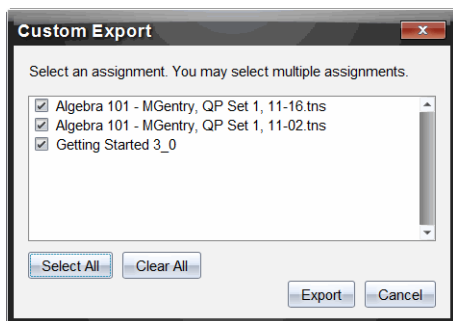 Custom Export
Select an assignment. You may select multiple assignments.
Algebra 101 - MGentry, QP Set 1, 11-16.tns
Algebra 101 - MGentry, QP Set 1, 11-02.tns
Getting Started 3_0
Select All Clear All
Export Cancel